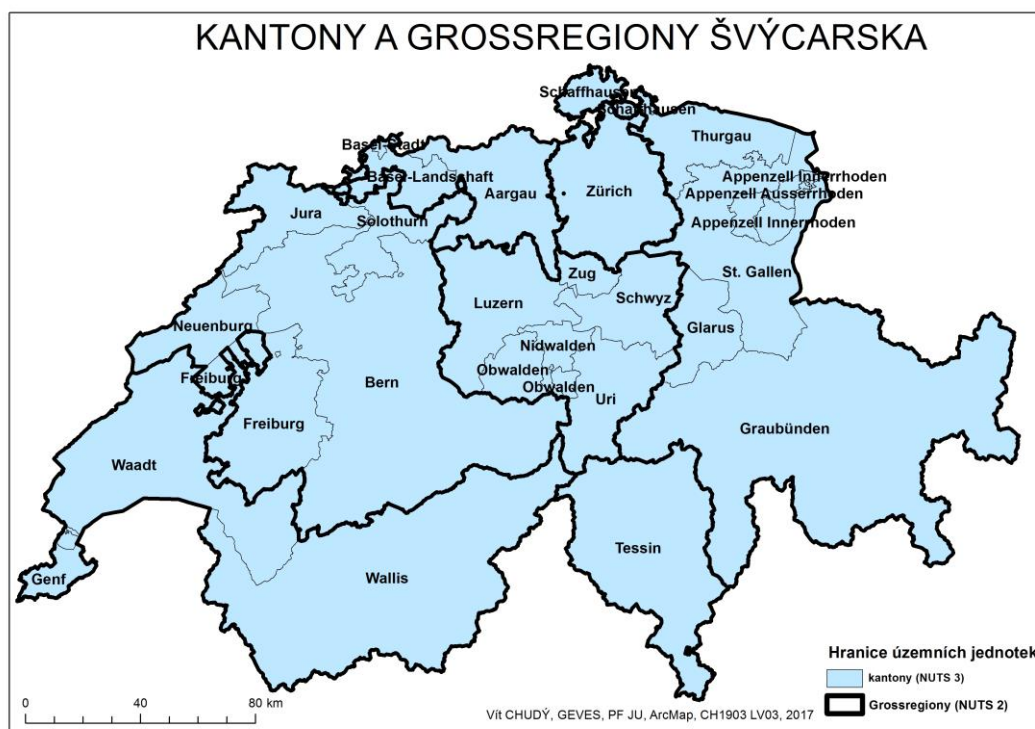 KANTONY A GROSSREGIONY ŠVÝCARSKA
Schaffhausen
Schaffhausen
Thurgau
Basel-Stadt
Basel-Landschaft
Aargau
Zürich
Appenzell Innerrhoden
Appenzell Ausserrhoden
Appenzell Innerrhoden
Jura
Solothurn
St. Gallen
Zug
Schwyz
Luzern
Neuenburg
Glarus
Nidwalden
Obwalden
Obwalden
Uri
Freiburg
Bern
Freiburg
Graubünden
Waadt
Tessin
Genf
Wallis
Hranice územních jednotek
kantony (NUTS 3)
Grossregiony (NUTS 2)
0 40 80 km
Vít CHUDÝ, GEVES, PF JU, ArcMap, CH1903 LV03, 2017